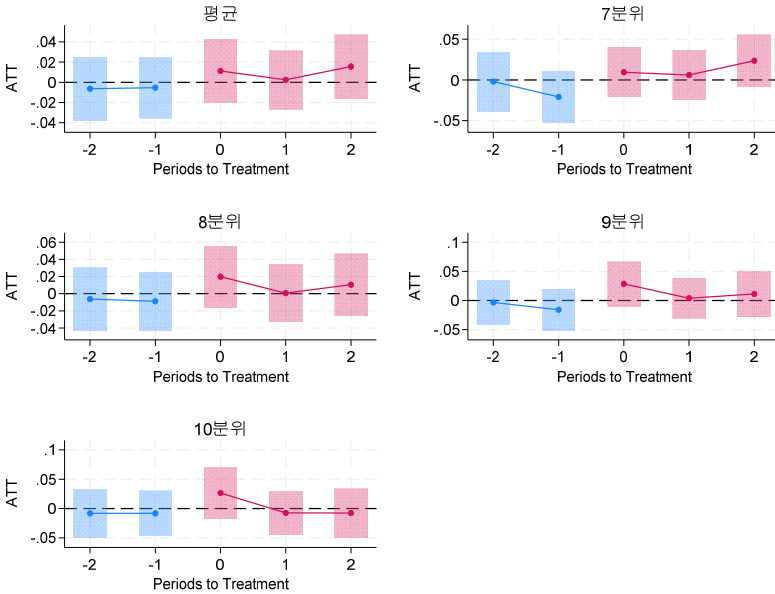 평균
ATT
.04
.02
0
-.02
-.04
-2 -1 0 1 2
Periods to Treatment
7분위
ATT
.05
0
-.05
-2 -1 0 1 2
Periods to Treatment
8분위
ATT
.06
.04
.02
0
-.02
-.04
-2 -1 0 1 2
Periods to Treatment
9분위
ATT
.1
.05
0
-.05
-2 -1 0 1 2
Periods to Treatment
10분위
ATT
.1
.05
0
-.05
-2 -1 0 1 2
Periods to Treatment